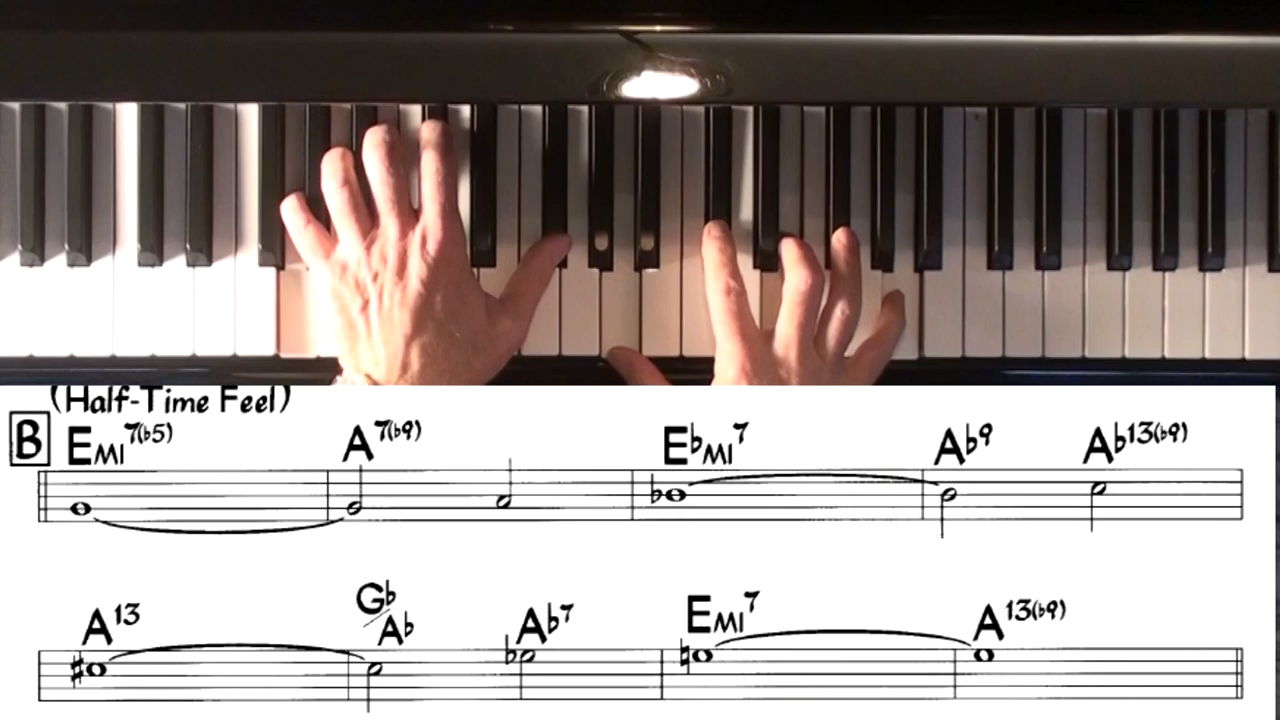 (Half-Time Feel)
B EMI7(b5) A7(b9) EbMI7 Ab9 Ab13(b9)
A13 Gb/Ab Ab7 EMI7 A13(b9)